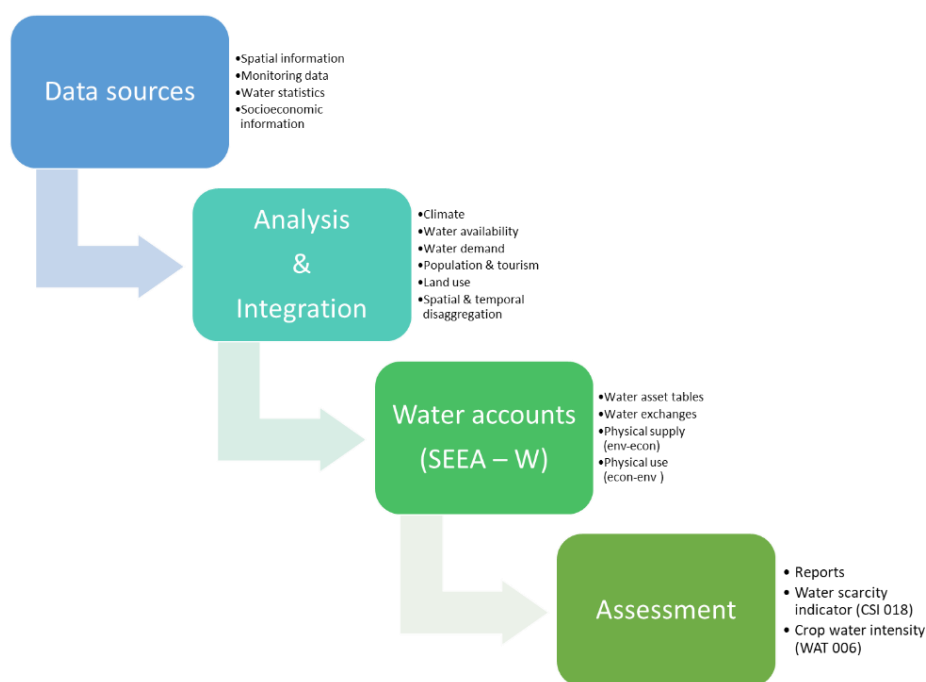 Data sources
•Spatial information
•Monitoring data
•Water statistics
•Socioeconomic
information
Analysis
&
Integration
•Climate
•Water availability
•Water demand
•Population & tourism
•Land use
•Spatial & temporal
disaggregation
Water accounts
(SEEA – W)
•Water asset tables
•Water exchanges
•Physical supply
(env-econ)
•Physical use
(econ-env )
Assessment
• Reports
• Water scarcity
indicator (CSI 018)
• Crop water intensity
(WAT 006)